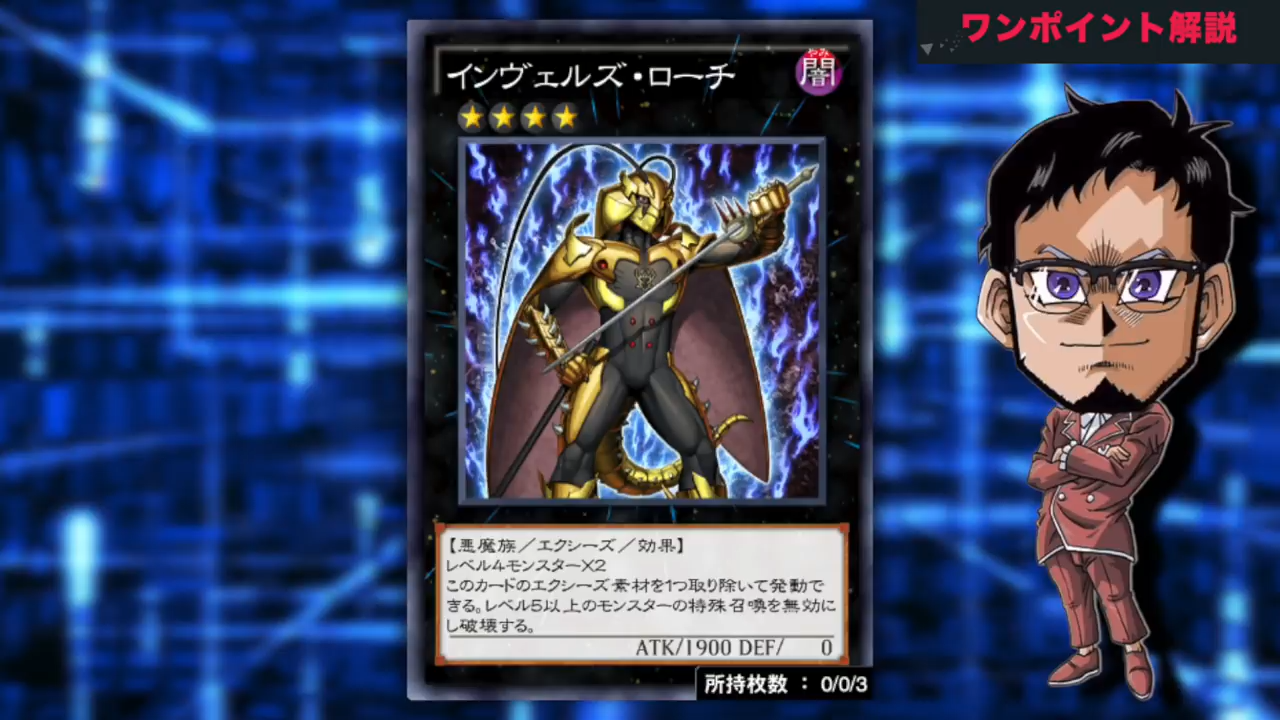 ワンポイント解説
インヴェルズ・ローチ
やみ
闇
【悪魔族／エクシーズ／効果】
レベル4モンスター×2
このカードのエクシーズ素材を1つ取り除いて発動で
きる。レベル5以上のモンスターの特殊召喚を無効に
し破壊する。
ATK/1900 DEF/ 0
所持枚数 ： 0/0/3